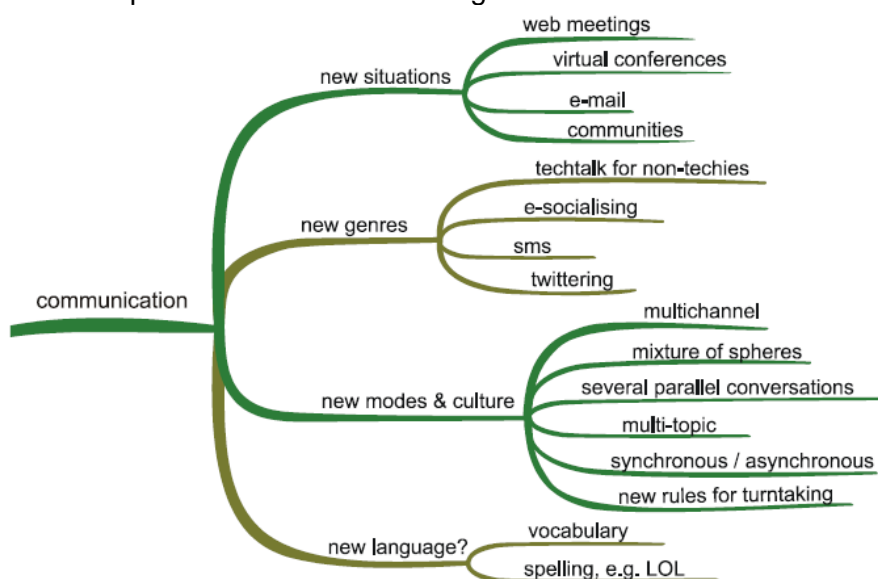 communication
new situations
web meetings
virtual conferences
e-mail
communities
new genres
techtalk for non-techies
e-socialising
sms
twittering
new modes & culture
multichannel
mixture of spheres
several parallel conversations
multi-topic
synchronous / asynchronous
new rules for turntaking
new language?
vocabulary
spelling, e.g. LOL